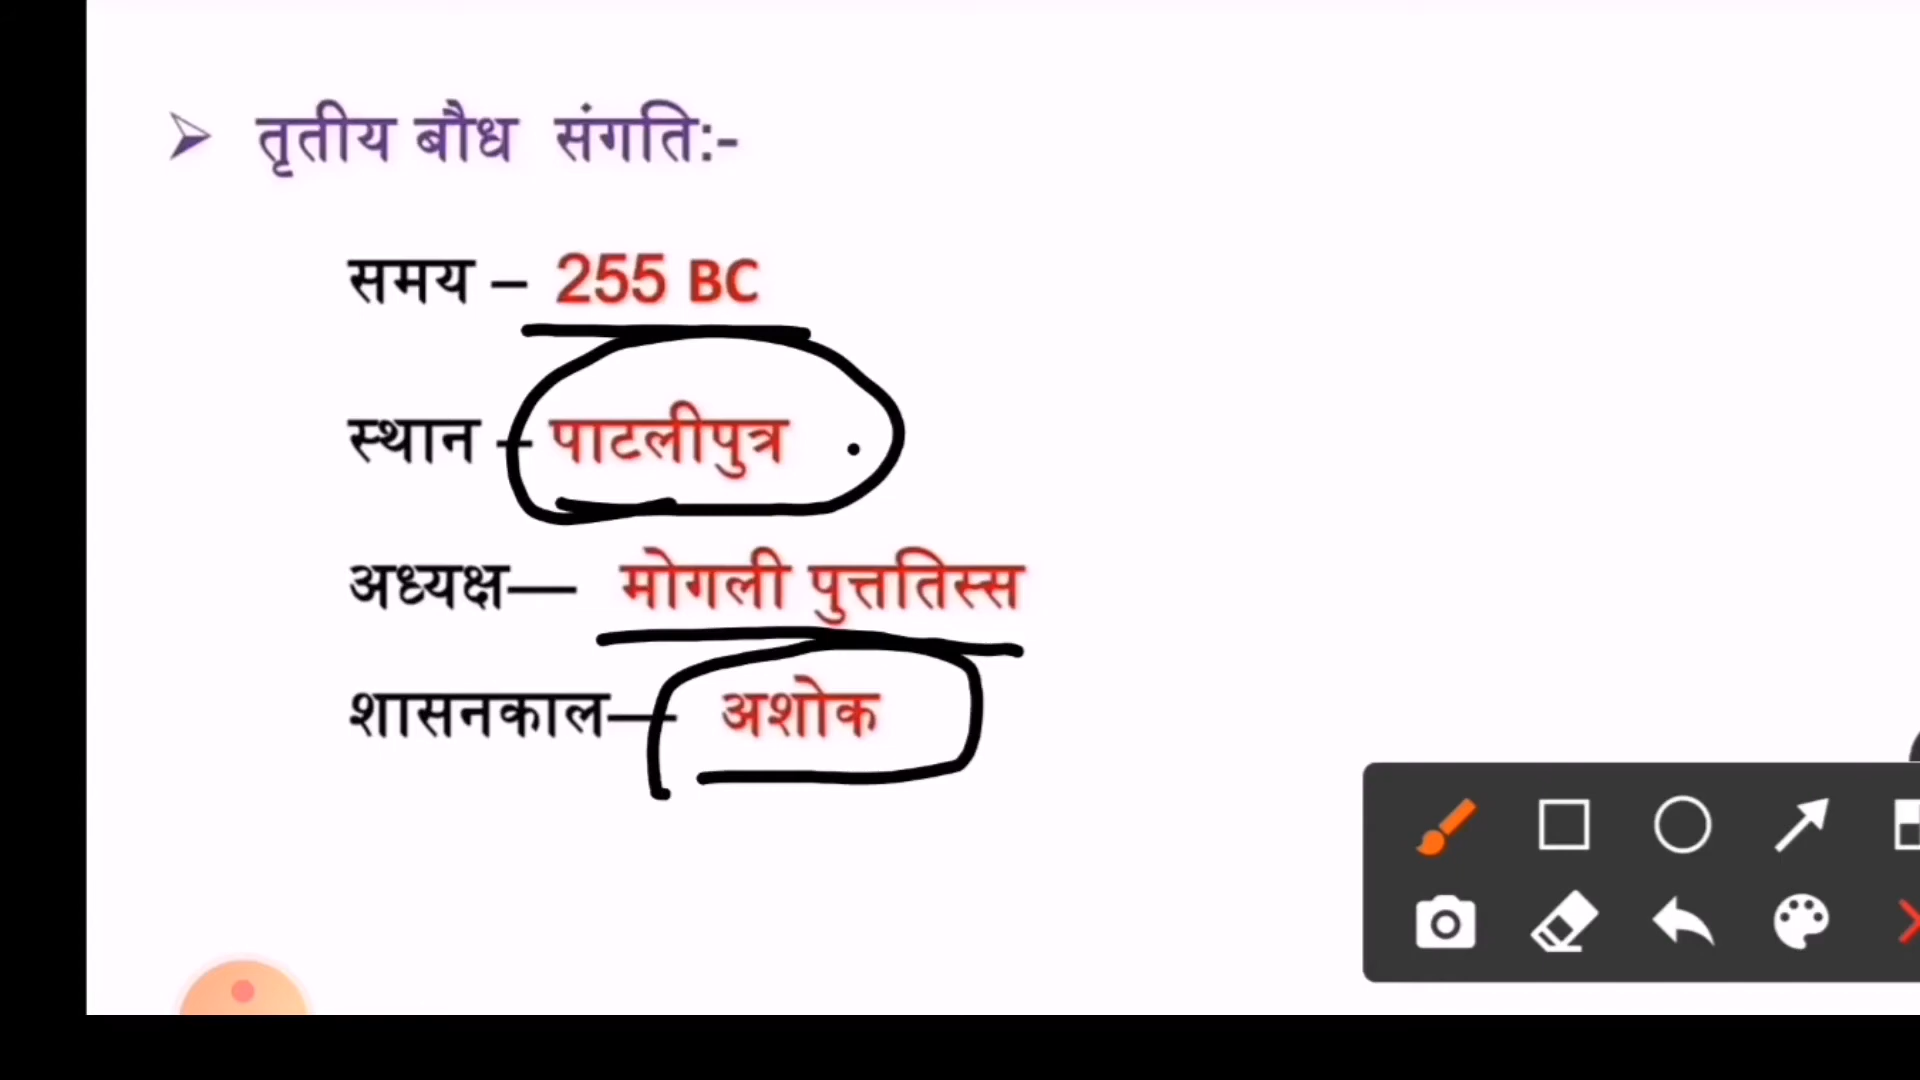 तृतीय बौध संगति:-
समय – 255 BC
स्थान – पाटलीपुत्र
अध्यक्ष— मोगली पुत्ततिस्स
शासनकाल— अशोक